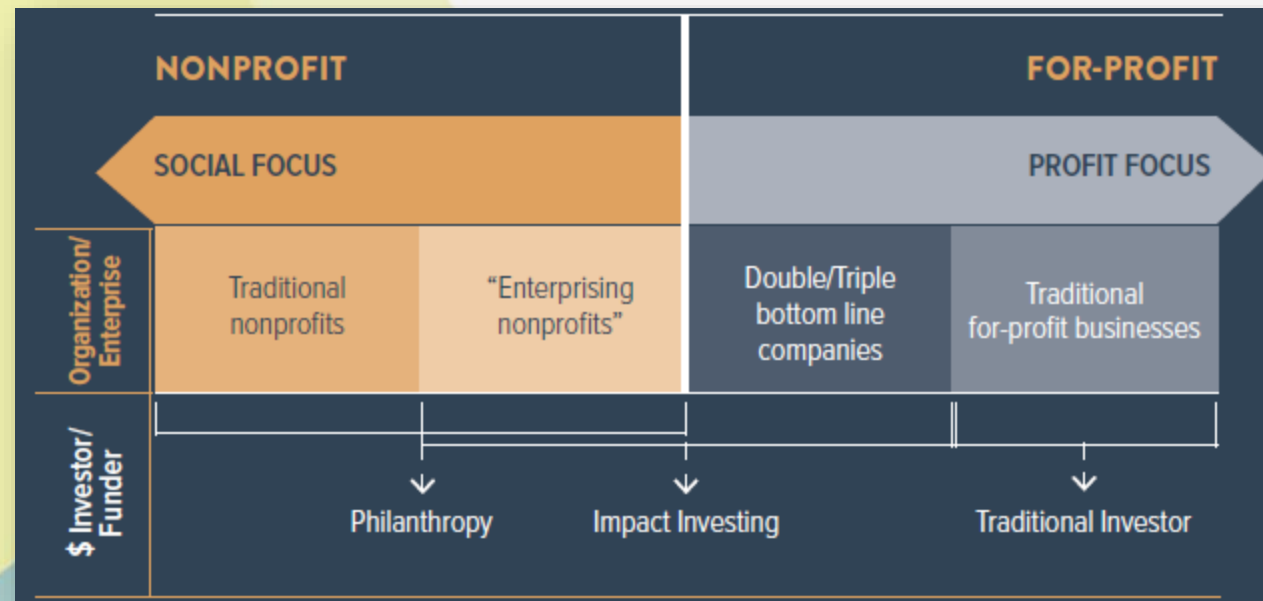 NONPROFIT
FOR-PROFIT
SOCIAL FOCUS
PROFIT FOCUS
Organization/
Enterprise
Traditional
nonprofits
“Enterprising
nonprofits”
Double/Triple
bottom line
companies
Traditional
for-profit businesses
$ Investor/
Funder
Philanthropy
Impact Investing
Traditional Investor